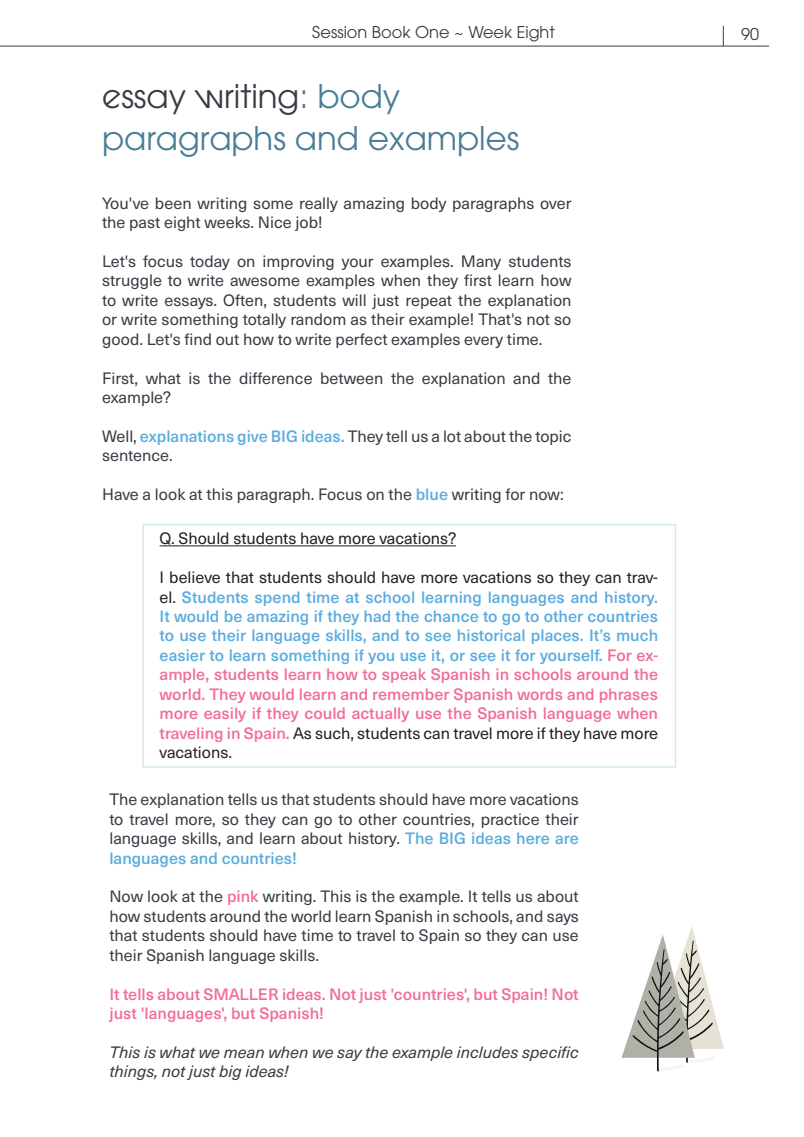 Session Book One ~ Week Eight
90
essay writing: body
paragraphs and examples
You've been writing some really amazing body paragraphs over
the past eight weeks. Nice job!
Let's focus today on improving your examples. Many students
struggle to write awesome examples when they first learn how
to write essays. Often, students will just repeat the explanation
or write something totally random as their example! That's not so
good. Let's find out how to write perfect examples every time.
First, what is the difference between the explanation and the
example?
Well, explanations give BIG ideas. They tell us a lot about the topic
sentence.
Have a look at this paragraph. Focus on the blue writing for now:
Q. Should students have more vacations?
I believe that students should have more vacations so they can trav-
el. Students spend time at school learning languages and history.
It would be amazing if they had the chance to go to other countries
to use their language skills, and to see historical places. It's much
easier to learn something if you use it, or see it for yourself. For ex-
ample, students learn how to speak Spanish in schools around the
world. They would learn and remember Spanish words and phrases
more easily if they could actually use the Spanish language when
traveling in Spain. As such, students can travel more if they have more
vacations.
The explanation tells us that students should have more vacations
to travel more, so they can go to other countries, practice their
language skills, and learn about history. The BIG ideas here are
languages and countries!
Now look at the pink writing. This is the example. It tells us about
how students around the world learn Spanish in schools, and says
that students should have time to travel to Spain so they can use
their Spanish language skills.
It tells about SMALLER ideas. Not just 'countries', but Spain! Not
just 'languages', but Spanish!
This is what we mean when we say the example includes specific
things, not just big ideas!